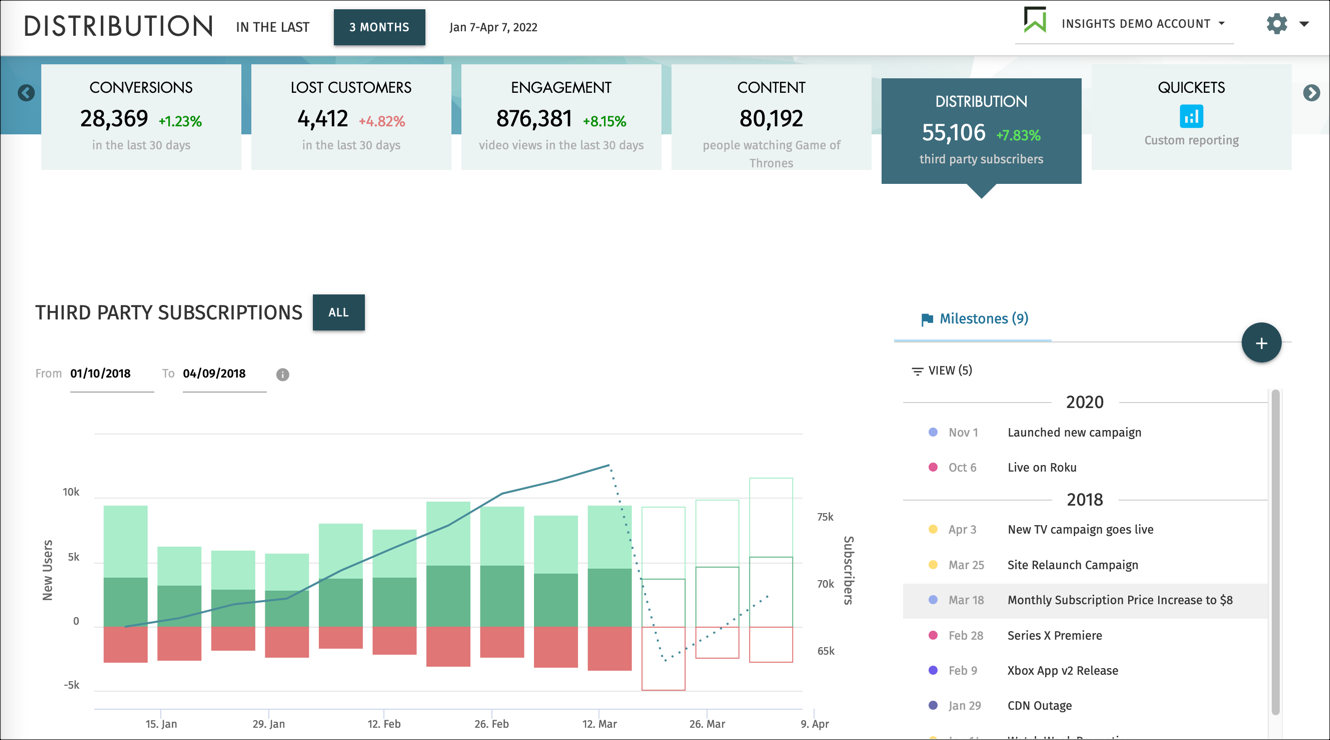 DISTRIBUTION IN THE LAST 3 MONTHS Jan 7-Apr 7, 2022 INSIGHTS DEMO ACCOUNT
CONVERSIONS
28,369 +1.23%
in the last 30 days
LOST CUSTOMERS
4,412 +4.82%
in the last 30 days
ENGAGEMENT
876,381 +8.15%
video views in the last 30 days
CONTENT
80,192
people watching Game of
Thrones
DISTRIBUTION
55,106 +7.83%
third party subscribers
QUICKETS
Custom reporting
THIRD PARTY SUBSCRIPTIONS ALL
From 01/10/2018 To 04/09/2018
New Users
10k
5k
0
-5k
Subscribers
75k
70k
65k
15. Jan 29. Jan 12. Feb 26. Feb 12. Mar 26. Mar 9. Apr
Milestones (9)
+
VIEW (5)
2020
Nov 1 Launched new campaign
Oct 6 Live on Roku
2018
Apr 3 New TV campaign goes live
Mar 25 Site Relaunch Campaign
Mar 18 Monthly Subscription Price Increase to $8
Feb 28 Series X Premiere
Feb 9 Xbox App v2 Release
Jan 29 CDN Outage